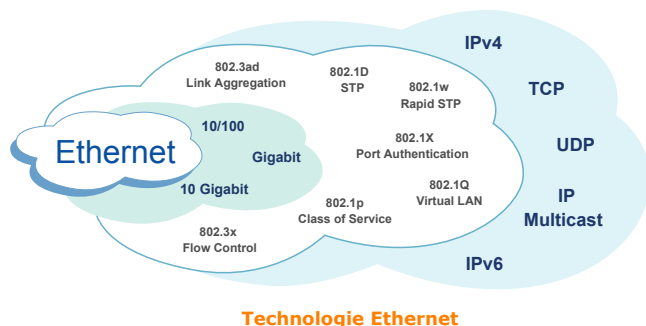 IPv4
802.3ad
Link Aggregation
802.1D
STP
802.1w
Rapid STP
TCP
10/100
Ethernet
Gigabit
802.1X
Port Authentication
UDP
10 Gigabit
802.1p
Class of Service
802.1Q
Virtual LAN
IP
Multicast
802.3x
Flow Control
IPv6
Technologie Ethernet